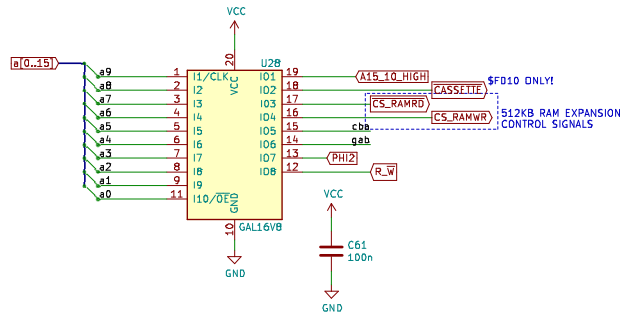 VCC
a[0..15]
20
U28
a9 1 I1/CLK VCC IO1 19 A15_10_HIGH
a8 2 I2 IO2 18 CASSETTE $FD10 ONLY!
a7 3 I3 IO3 17 CS_RAMRD
a6 4 I4 IO4 16 CS_RAMWR 512KB RAM EXPANSION
CONTROL SIGNALS
a5 5 I5 IO5 15 cba
a4 6 I6 IO6 14 gab
a3 7 I7 IO7 13 PHI2
a2 8 I8 IO8 12 R_W
a1 9 I9
a0 11 I10/OE GND
10 GAL16V8
VCC
GND
C61
100n
GND